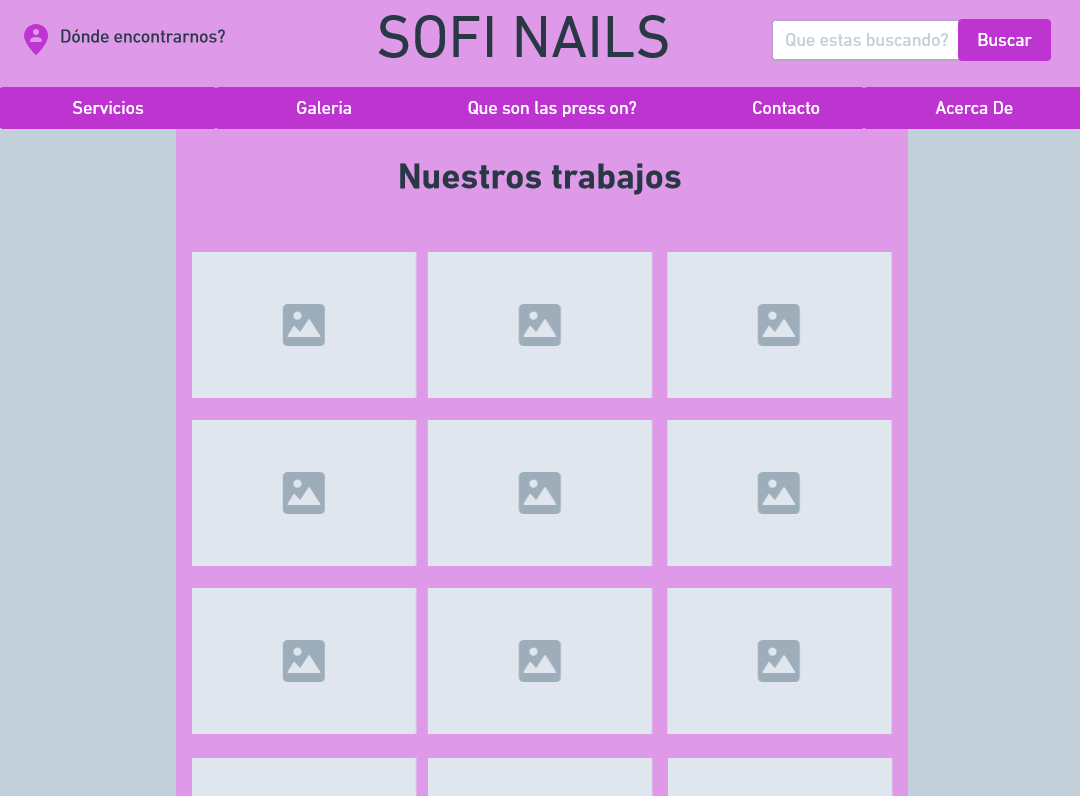 Dónde encontrarnos?
SOFI NAILS
Que estas buscando?
Buscar
Servicios
Galeria
Que son las press on?
Contacto
Acerca De
Nuestros trabajos